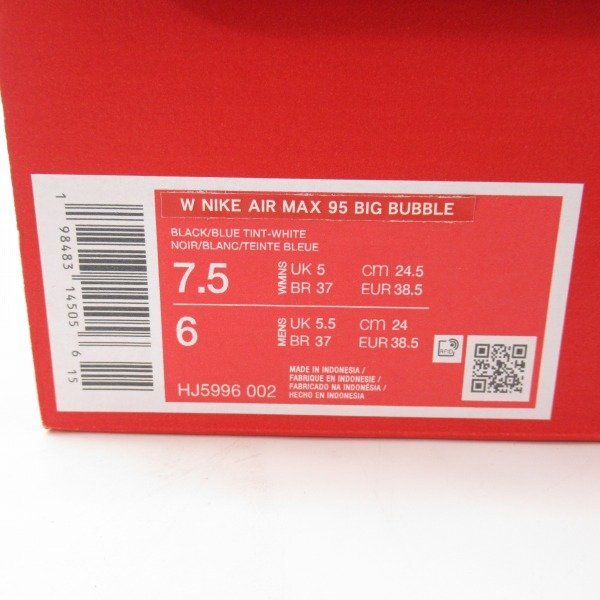 W NIKE AIR MAX 95 BIG BUBBLE
BLACK/BLUE TINT-WHITE
NOIR/BLANC/TEINTE BLEUE
7.5 WMNS UK 5 cm 24.5
BR 37 EUR 38.5
6 MENS UK 5.5 cm 24
BR 37 EUR 38.5
HJ5996 002
MADE IN INDONESIA /
FABRIQUE EN INDONESIE /
FABRICADO NA INDONÉSIA /
HECHO EN INDONESIA
RFID
1 98483 14505 6 15